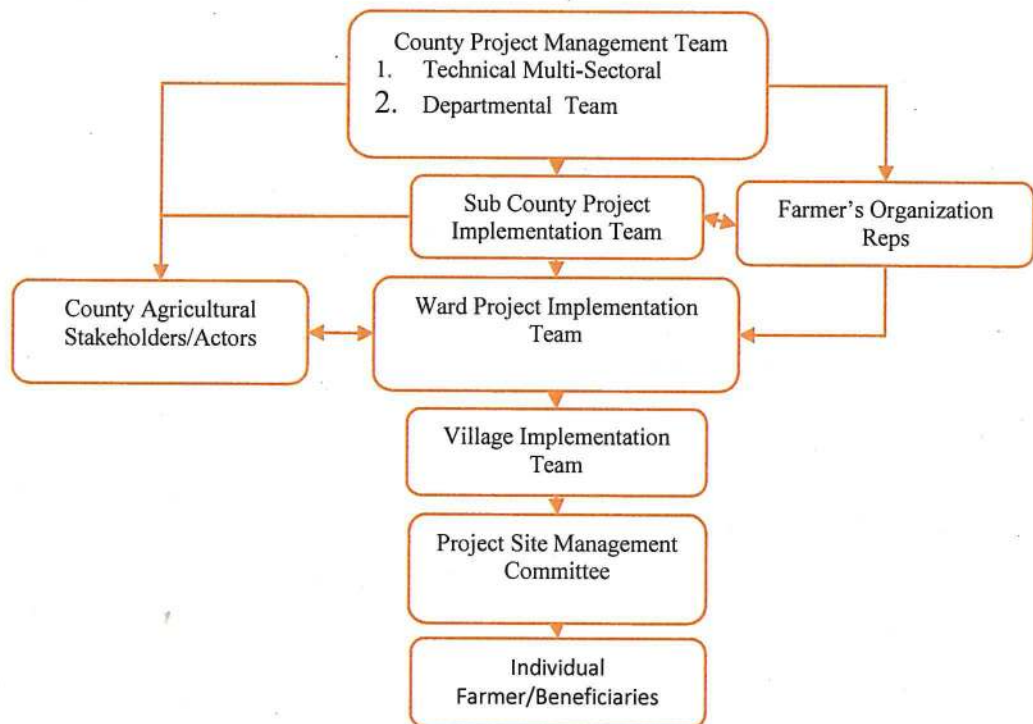 County Project Management Team
1. Technical Multi-Sectoral
2. Departmental Team
Sub County Project
Implementation Team
Farmer's Organization
Reps
County Agricultural
Stakeholders/Actors
Ward Project Implementation
Team
Village Implementation
Team
Project Site Management
Committee
Individual
Farmer/Beneficiaries